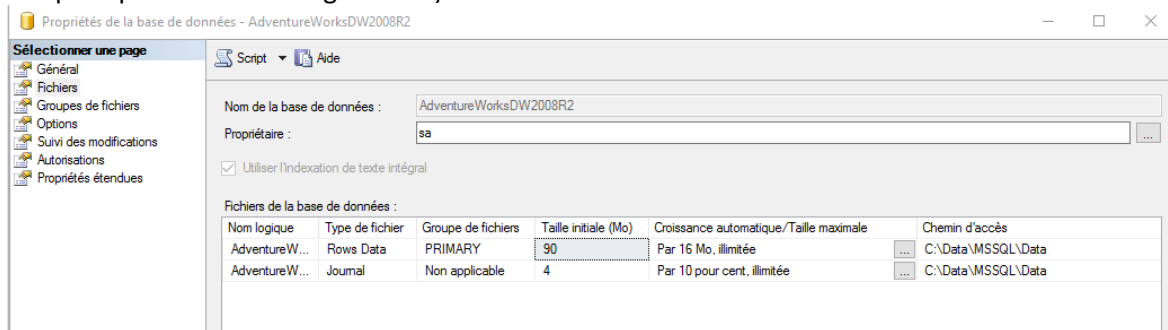 Propriétés de la base de données - AdventureWorksDW2008R2
Sélectionner une page
Général
Fichiers
Groupes de fichiers
Options
Suivi des modifications
Autorisations
Propriétés étendues
Script Aide
Nom de la base de données : AdventureWorksDW2008R2
Propriétaire : sa ...
Utiliser l'indexation de texte intégral
Fichiers de la base de données :
Nom logique Type de fichier Groupe de fichiers Taille initiale (Mo) Croissance automatique/Taille maximale Chemin d'accès
AdventureW... Rows Data PRIMARY 90 Par 16 Mo, illimitée ... C:\Data\MSSQL\Data
AdventureW... Journal Non applicable 4 Par 10 pour cent, illimitée ... C:\Data\MSSQL\Data